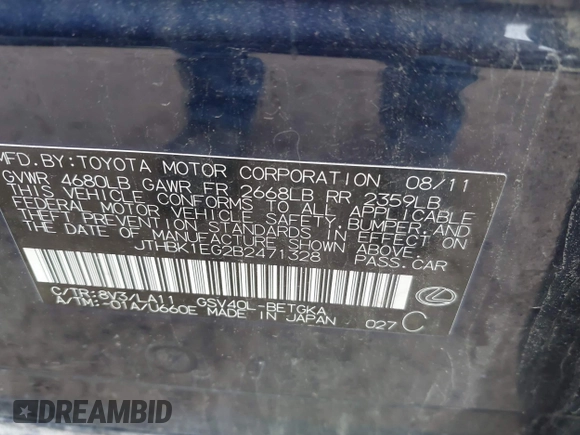 MFD. BY: TOYOTA MOTOR CORPORATION 08/11
GVWR 4680LB GAWR FR 2668LB RR 2359LB
THIS VEHICLE CONFORMS TO ALL APPLICABLE
FEDERAL MOTOR VEHICLE SAFETY, BUMPER, AND
THEFT PREVENTION STANDARDS IN EFFECT ON
THE DATE OF MANUFACTURE SHOWN ABOVE.
JTHBK1EG2B2471328 PASS. CAR
C/TR: 8V3/LA11 GSV40L-BETGKA
A/TM: -01A/U660E MADE IN JAPAN 027 C
DREAMBID